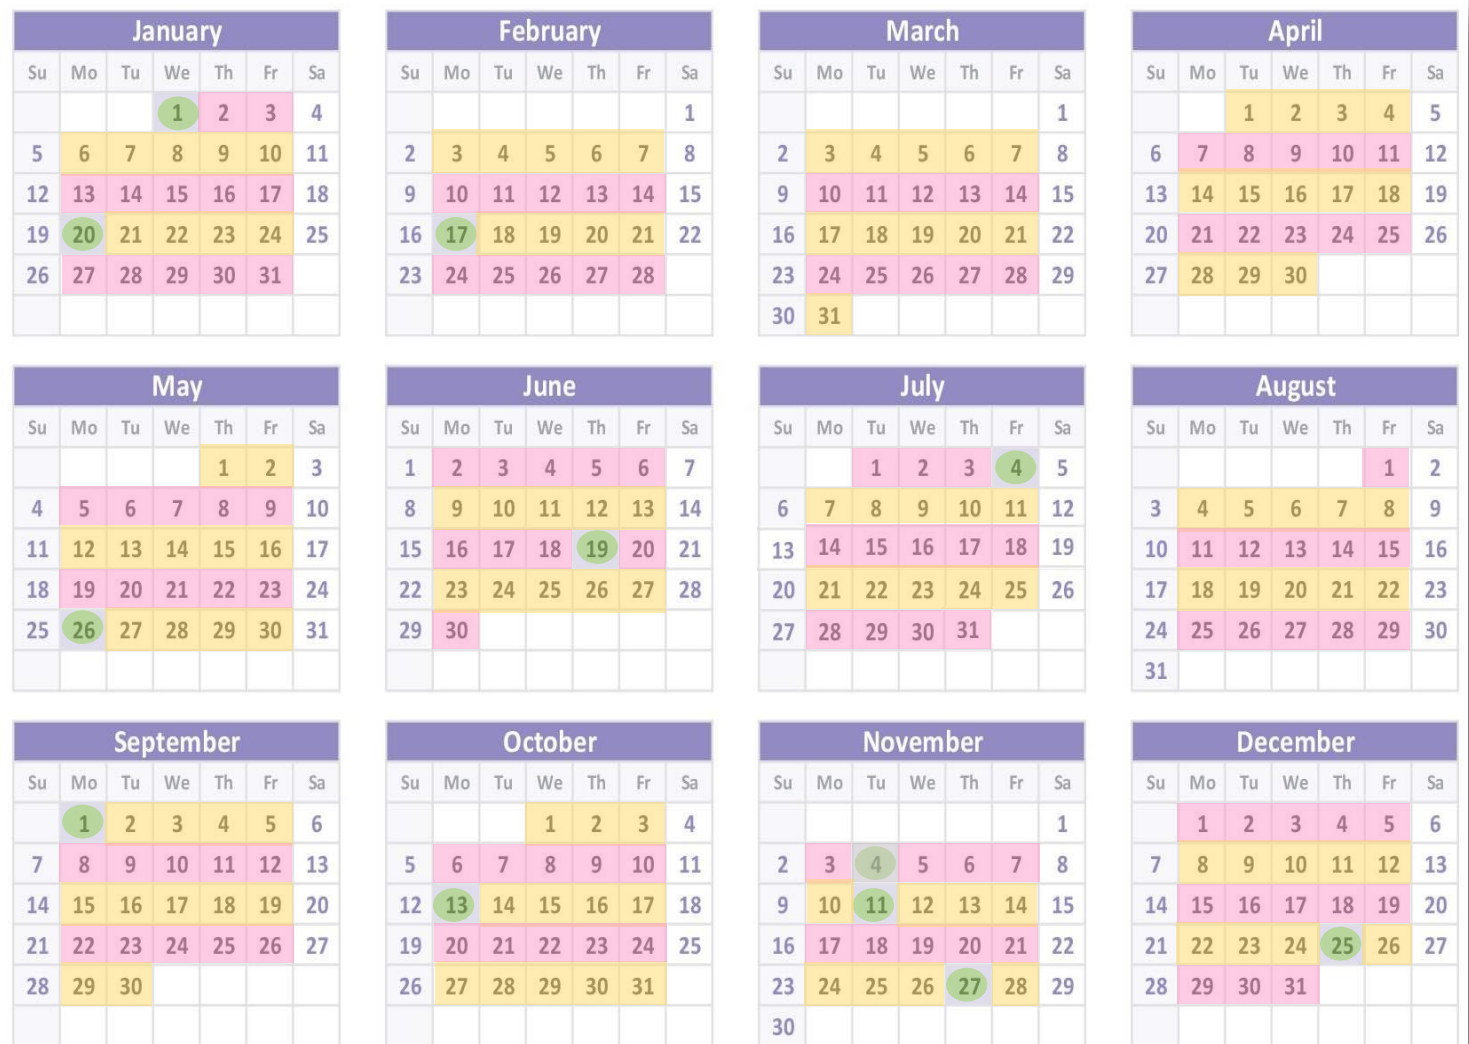 January February March April
Su Mo Tu We Th Fr Sa Su Mo Tu We Th Fr Sa Su Mo Tu We Th Fr Sa Su Mo Tu We Th Fr Sa
1 2 3 4 1 1 1 2 3 4 5
5 6 7 8 9 10 11 2 3 4 5 6 7 8 2 3 4 5 6 7 8 6 7 8 9 10 11 12
12 13 14 15 16 17 18 9 10 11 12 13 14 15 9 10 11 12 13 14 15 13 14 15 16 17 18 19
19 20 21 22 23 24 25 16 17 18 19 20 21 22 16 17 18 19 20 21 22 20 21 22 23 24 25 26
26 27 28 29 30 31 23 24 25 26 27 28 23 24 25 26 27 28 29 27 28 29 30
30 31
May June July August
Su Mo Tu We Th Fr Sa Su Mo Tu We Th Fr Sa Su Mo Tu We Th Fr Sa Su Mo Tu We Th Fr Sa
1 2 3 1 2 3 4 5 6 7 1 2 3 4 5 1 2
4 5 6 7 8 9 10 8 9 10 11 12 13 14 6 7 8 9 10 11 12 3 4 5 6 7 8 9
11 12 13 14 15 16 17 15 16 17 18 19 20 21 13 14 15 16 17 18 19 10 11 12 13 14 15 16
18 19 20 21 22 23 24 22 23 24 25 26 27 28 20 21 22 23 24 25 26 17 18 19 20 21 22 23
25 26 27 28 29 30 31 29 30 27 28 29 30 31 24 25 26 27 28 29 30
31
September October November December
Su Mo Tu We Th Fr Sa Su Mo Tu We Th Fr Sa Su Mo Tu We Th Fr Sa Su Mo Tu We Th Fr Sa
1 2 3 4 5 6 1 2 3 4 1 1 2 3 4 5 6
7 8 9 10 11 12 13 5 6 7 8 9 10 11 2 3 4 5 6 7 8 7 8 9 10 11 12 13
14 15 16 17 18 19 20 12 13 14 15 16 17 18 9 10 11 12 13 14 15 14 15 16 17 18 19 20
21 22 23 24 25 26 27 19 20 21 22 23 24 25 16 17 18 19 20 21 22 21 22 23 24 25 26 27
28 29 30 26 27 28 29 30 31 23 24 25 26 27 28 29 28 29 30 31
30